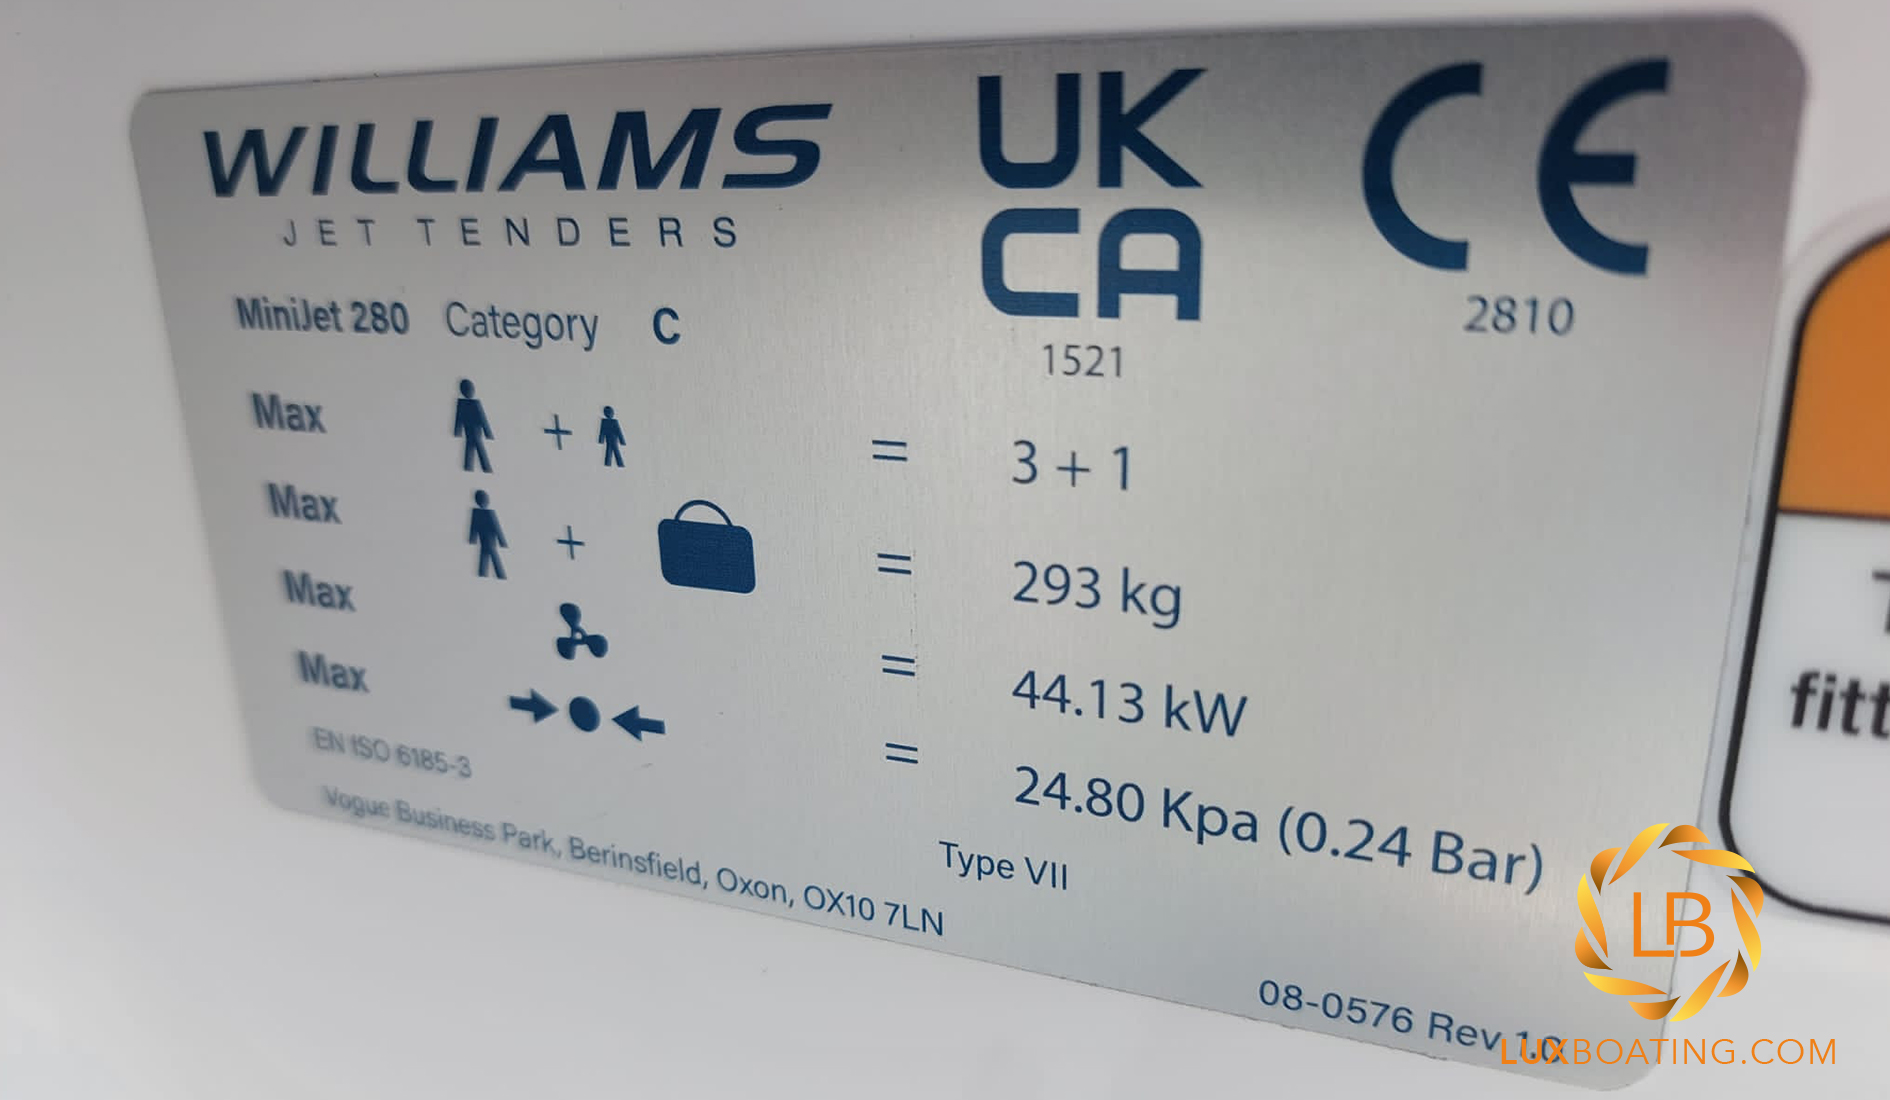 WILLIAMS
JET TENDERS
UK
CA
1521
CE
2810
MiniJet 280 Category C
Max + = 3 + 1
Max + = 293 kg
Max = 44.13 kW
Max = 24.80 Kpa (0.24 Bar)
EN ISO 6185-3
Type VII
Vogue Business Park, Berinsfield, Oxon, OX10 7LN
08-0576 Rev 1.0
fitt
LB
LUXBOATING.COM